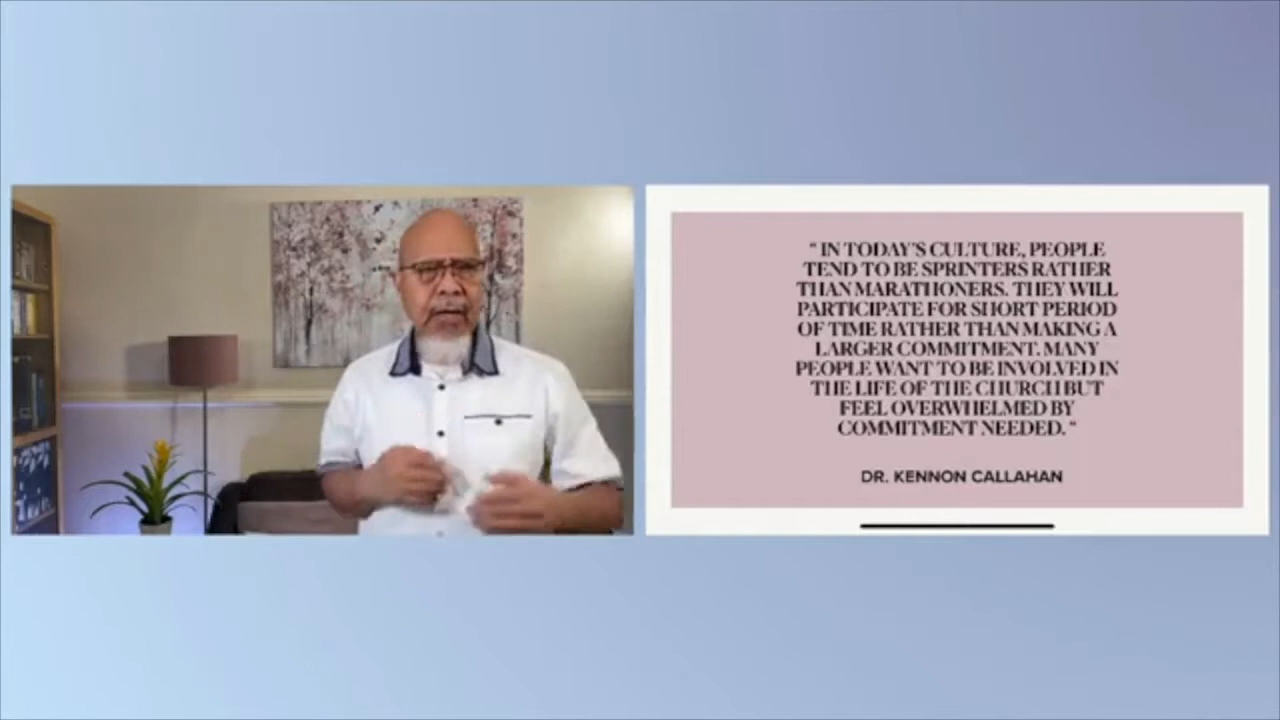 " IN TODAY'S CULTURE, PEOPLE
TEND TO BE SPRINTERS RATHER
THAN MARATHONERS. THEY WILL
PARTICIPATE FOR SHORT PERIOD
OF TIME RATHER THAN MAKING A
LARGER COMMITMENT. MANY
PEOPLE WANT TO BE INVOLVED IN
THE LIFE OF THE CHURCH BUT
FEEL OVERWHELMED BY
COMMITMENT NEEDED. "
DR. KENNON CALLAHAN